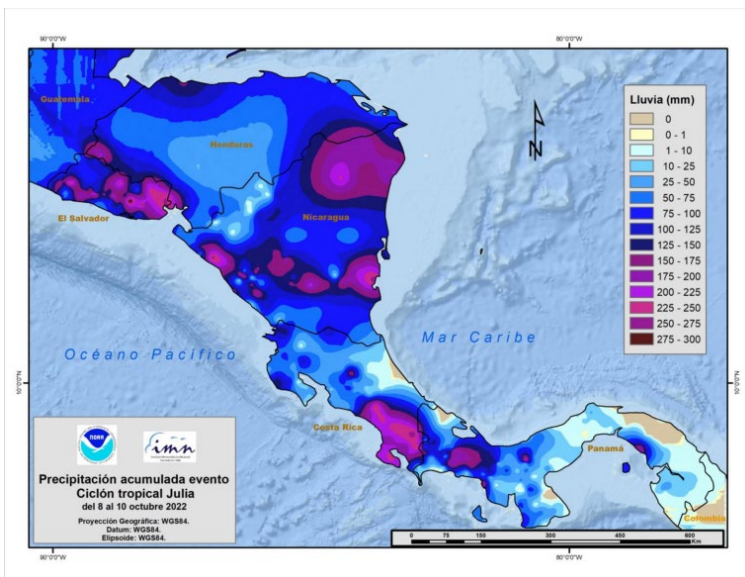 90°0'0"W
80°0'0"W
Guatemala
Honduras
El Salvador
Nicaragua
Mar Caribe
Océano Pacífico
10°0'0"N
10°0'0"N
Costa Rica
Panamá
Colombia
N
Lluvia (mm)
0
0 - 1
1 - 10
10 - 25
25 - 50
50 - 75
75 - 100
100 - 125
125 - 150
150 - 175
175 - 200
200 - 225
225 - 250
250 - 275
275 - 300
NOAA
imn
Precipitación acumulada evento
Ciclón tropical Julia
del 8 al 10 octubre 2022
Proyección Geográfica: WGS84.
Datum: WGS84.
Elipsoide: WGS84.
0 75 150 300 450 600
Km
90°0'0"W
80°0'0"W